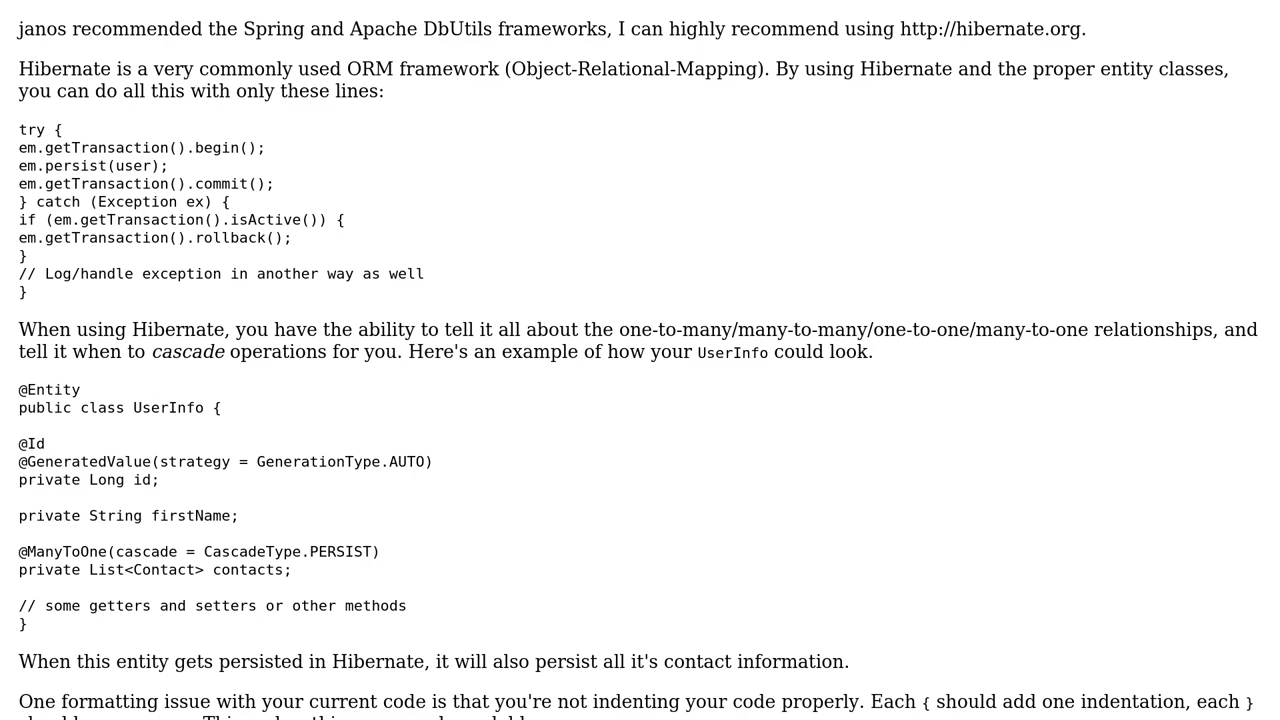 janos recommended the Spring and Apache DbUtils frameworks, I can highly recommend using http://hibernate.org.
Hibernate is a very commonly used ORM framework (Object-Relational-Mapping). By using Hibernate and the proper entity classes,
you can do all this with only these lines:
try {
em.getTransaction().begin();
em.persist(user);
em.getTransaction().commit();
} catch (Exception ex) {
if (em.getTransaction().isActive()) {
em.getTransaction().rollback();
}
// Log/handle exception in another way as well
}
When using Hibernate, you have the ability to tell it all about the one-to-many/many-to-many/one-to-one/many-to-one relationships, and
tell it when to cascade operations for you. Here's an example of how your UserInfo could look.
@Entity
public class UserInfo {
@Id
@GeneratedValue(strategy = GenerationType.AUTO)
private Long id;
private String firstName;
@ManyToOne(cascade = CascadeType.PERSIST)
private List<Contact> contacts;
// some getters and setters or other methods
}
When this entity gets persisted in Hibernate, it will also persist all it's contact information.
One formatting issue with your current code is that you're not indenting your code properly. Each { should add one indentation, each }